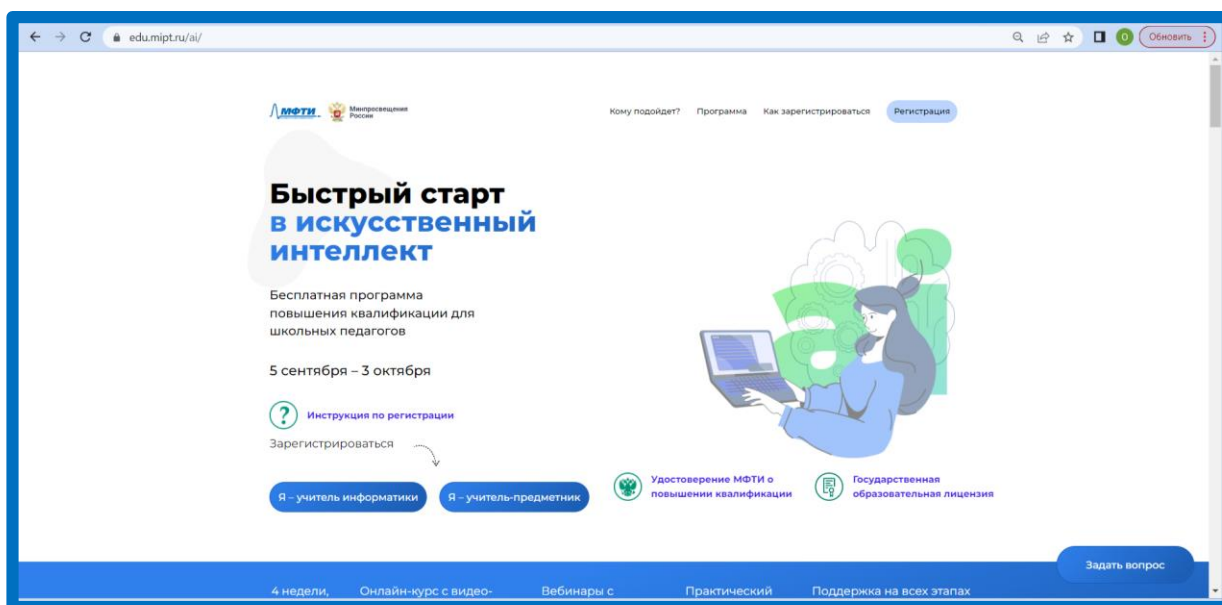 edu.mipt.ru/ai/
О
Обновить
МФТИ
Минпросвещения
России
Кому подойдет?
Программа
Как зарегистрироваться
Регистрация
Быстрый старт
в искусственный
интеллект
Бесплатная программа
повышения квалификации для
школьных педагогов
5 сентября – 3 октября
Инструкция по регистрации
Зарегистрироваться
Я – учитель информатики
Я – учитель-предметник
ai
Удостоверение МФТИ о
повышении квалификации
Государственная
образовательная лицензия
Задать вопрос
4 недели,
Онлайн-курс с видео-
Вебинары с
Практический
Поддержка на всех этапах